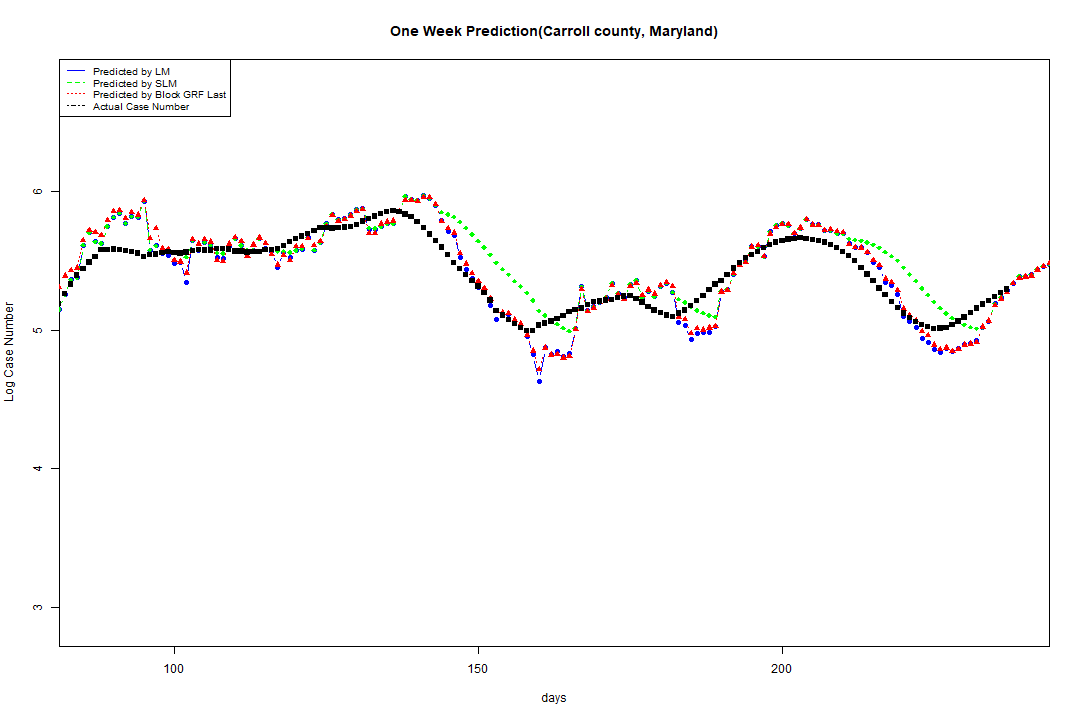 One Week Prediction(Carroll county, Maryland)
Predicted by LM
Predicted by SLM
Predicted by Block GRF Last
Actual Case Number
6
5
4
3
Log Case Number
100 150 200
days